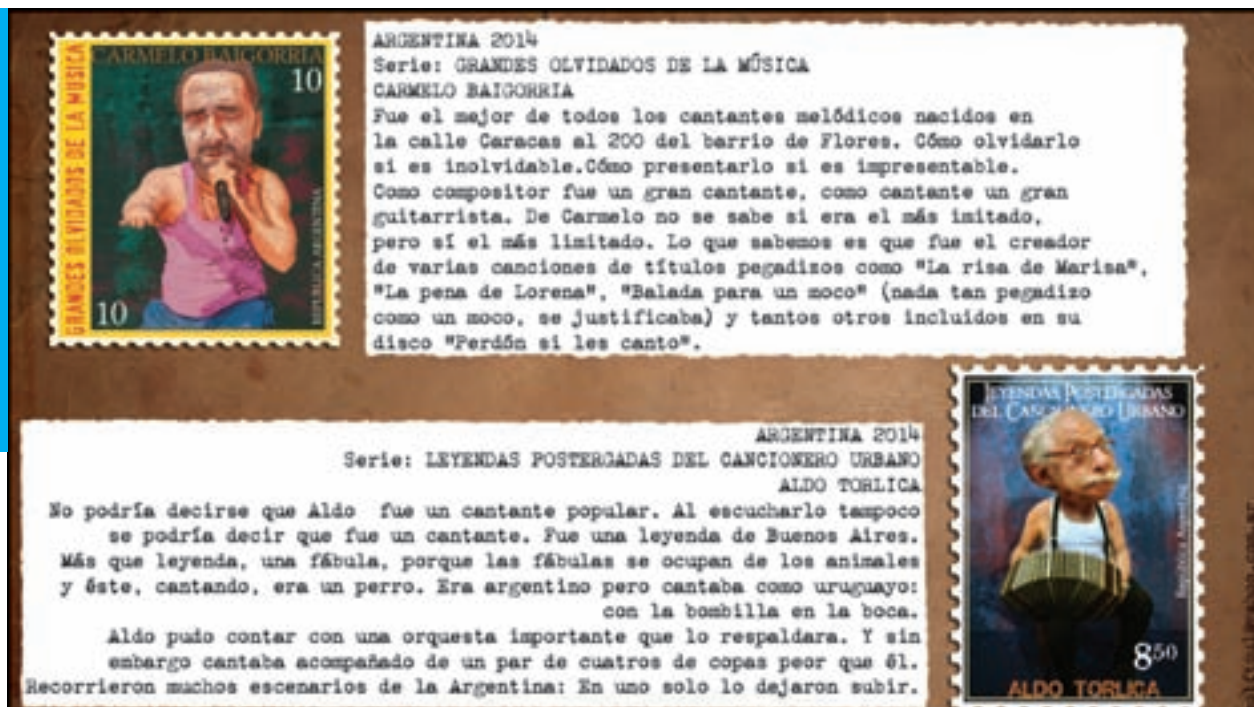 CARMELO BAIGORRIA
10
GRANDES OLVIDADOS DE LA MUSICA
REPUBLICA ARGENTINA
10
ARGENTINA 2014
Serie: GRANDES OLVIDADOS DE LA MÚSICA
CARMELO BAIGORRIA
Fue el mejor de todos los cantantes melódicos nacidos en
la calle Caracas al 200 del barrio de Flores. Cómo olvidarlo
si es inolvidable.Cómo presentarlo si es impresentable.
Como compositor fue un gran cantante, como cantante un gran
guitarrista. De Carmelo no se sabe si era el más imitado,
pero sí el más limitado. Lo que sabemos es que fue el creador
de varias canciones de títulos pegadizos como "La risa de Marisa",
"La pena de Lorena", "Balada para un moco" (nada tan pegadizo
como un moco, se justificaba) y tantos otros incluidos en su
disco "Perdón si les canto".
ARGENTINA 2014
Serie: LEYENDAS POSTERGADAS DEL CANCIONERO URBANO
ALDO TORLICA
No podría decirse que Aldo fue un cantante popular. Al escucharlo tampoco
se podría decir que fue un cantante. Fue una leyenda de Buenos Aires.
Más que leyenda, una fábula, porque las fábulas se ocupan de los animales
y éste, cantando, era un perro. Era argentino pero cantaba como uruguayo:
con la bombilla en la boca.
Aldo pudo contar con una orquesta importante que lo respaldara. Y sin
embargo cantaba acompañado de un par de cuatros de copas peor que él.
Recorrieron muchos escenarios de la Argentina: En uno solo lo dejaron subir.
LEYENDAS POSTERGADAS
DEL CANCIONERO URBANO
República Argentina
8⁵⁰
ALDO TORLICA